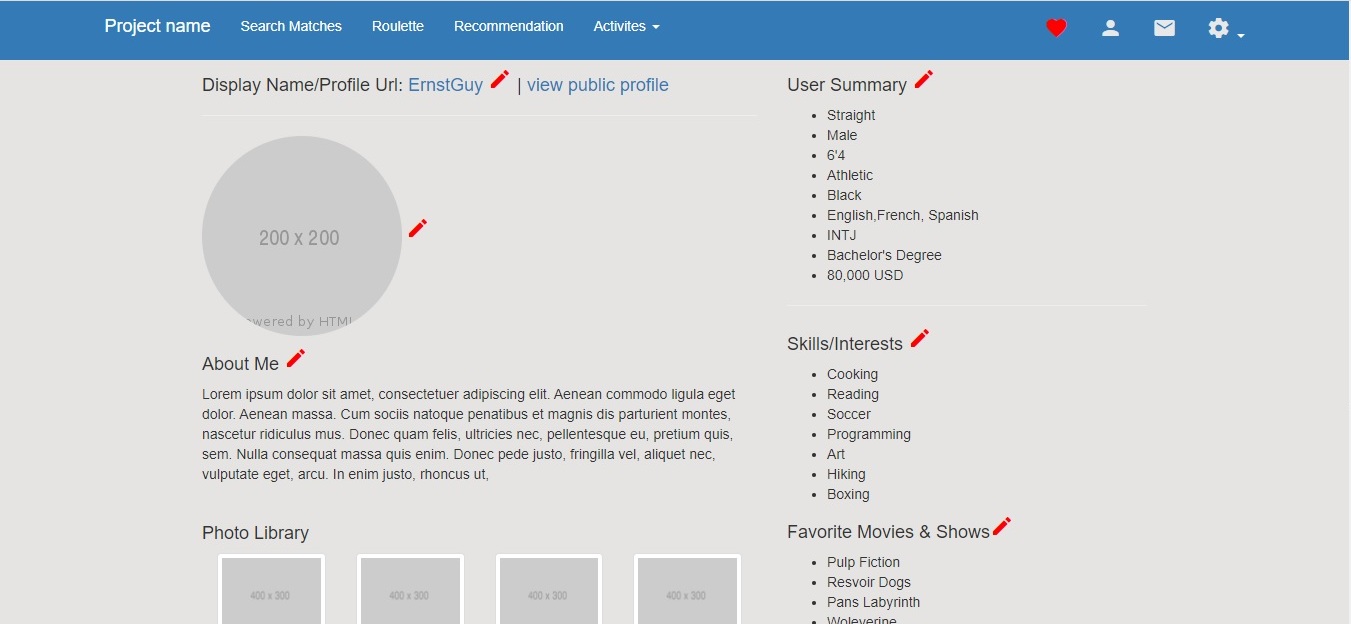 Project name Search Matches Roulette Recommendation Activites
Display Name/Profile Url: ErnstGuy | view public profile
200 x 200
wered by HTML
About Me
Lorem ipsum dolor sit amet, consectetuer adipiscing elit. Aenean commodo ligula eget
dolor. Aenean massa. Cum sociis natoque penatibus et magnis dis parturient montes,
nascetur ridiculus mus. Donec quam felis, ultricies nec, pellentesque eu, pretium quis,
sem. Nulla consequat massa quis enim. Donec pede justo, fringilla vel, aliquet nec,
vulputate eget, arcu. In enim justo, rhoncus ut,
Photo Library
400 x 300 400 x 300 400 x 300 400 x 300
User Summary
Straight
Male
6'4
Athletic
Black
English,French, Spanish
INTJ
Bachelor's Degree
80,000 USD
Skills/Interests
Cooking
Reading
Soccer
Programming
Art
Hiking
Boxing
Favorite Movies & Shows
Pulp Fiction
Resvoir Dogs
Pans Labyrinth
Woleverine